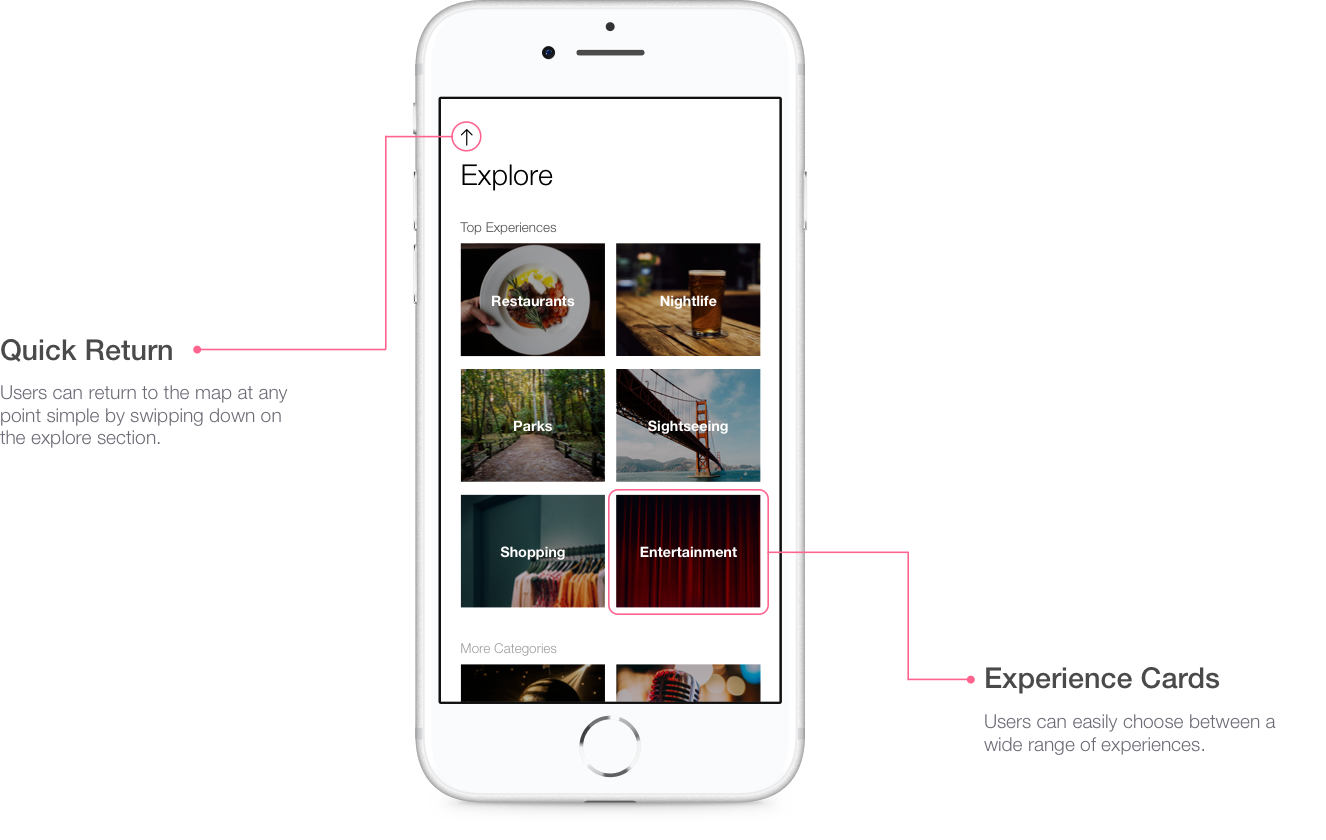 Explore
Top Experiences
Restaurants
Nightlife
Parks
Sightseeing
Shopping
Entertainment
More Categories
Quick Return
Users can return to the map at any
point simple by swipping down on
the explore section.
Experience Cards
Users can easily choose between a
wide range of experiences.